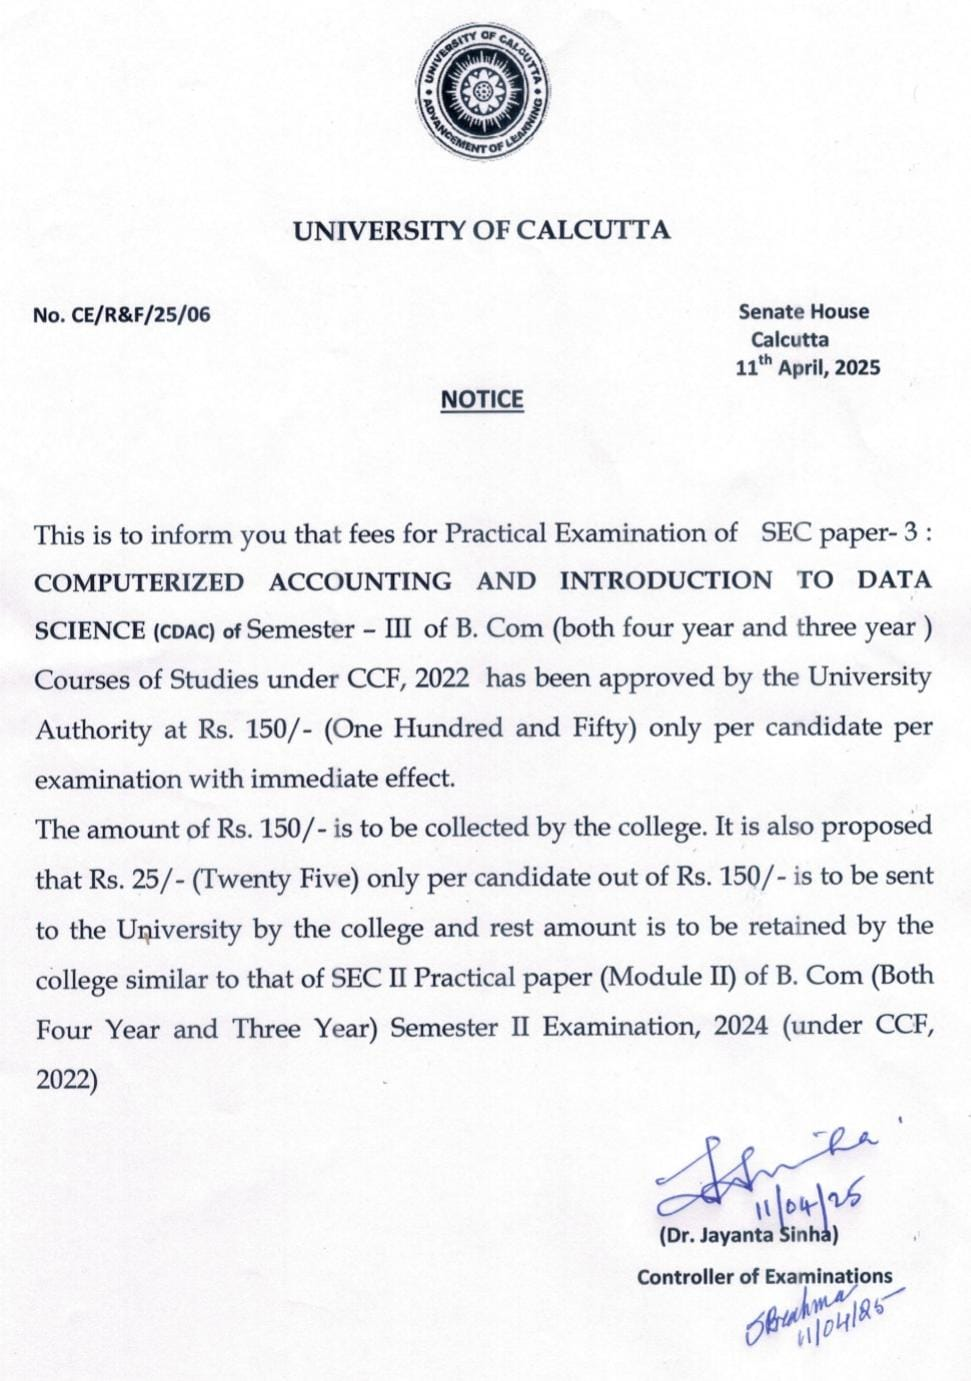 UNIVERSITY OF CALCUTTA
ADVANCEMENT OF LEARNING
UNIVERSITY OF CALCUTTA
No. CE/R&F/25/06
Senate House
Calcutta
11th April, 2025
NOTICE
This is to inform you that fees for Practical Examination of SEC paper- 3 :
COMPUTERIZED ACCOUNTING AND INTRODUCTION TO DATA
SCIENCE (CDAC) of Semester – III of B. Com (both four year and three year )
Courses of Studies under CCF, 2022 has been approved by the University
Authority at Rs. 150/- (One Hundred and Fifty) only per candidate per
examination with immediate effect.
The amount of Rs. 150/- is to be collected by the college. It is also proposed
that Rs. 25/- (Twenty Five) only per candidate out of Rs. 150/- is to be sent
to the University by the college and rest amount is to be retained by the
college similar to that of SEC II Practical paper (Module II) of B. Com (Both
Four Year and Three Year) Semester II Examination, 2024 (under CCF,
2022)
11/04/25
(Dr. Jayanta Sinha)
Controller of Examinations
SBrahma
11/04/25